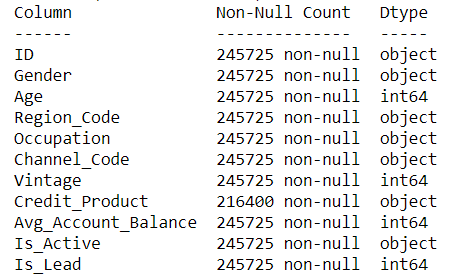 Column Non-Null Count Dtype
------ -------------- -----
ID 245725 non-null object
Gender 245725 non-null object
Age 245725 non-null int64
Region_Code 245725 non-null object
Occupation 245725 non-null object
Channel_Code 245725 non-null object
Vintage 245725 non-null int64
Credit_Product 216400 non-null object
Avg_Account_Balance 245725 non-null int64
Is_Active 245725 non-null object
Is_Lead 245725 non-null int64